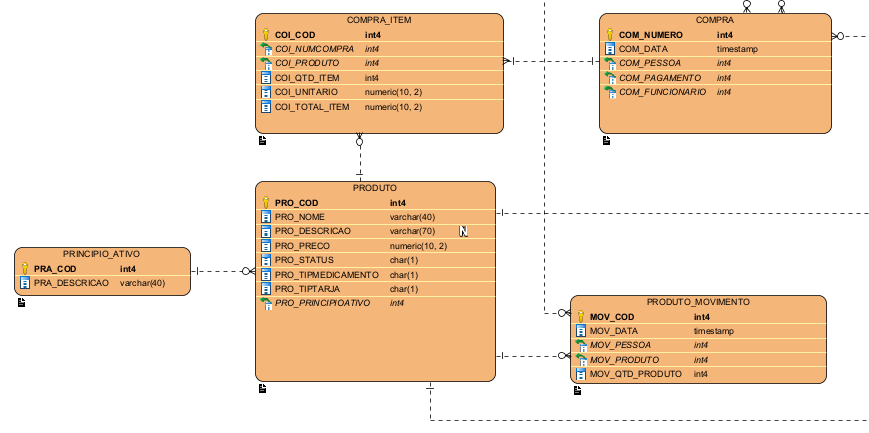 COMPRA_ITEM
COI_COD int4
COI_NUMCOMPRA int4
COI_PRODUTO int4
COI_QTD_ITEM int4
COI_UNITARIO numeric(10, 2)
COI_TOTAL_ITEM numeric(10, 2)
COMPRA
COM_NUMERO int4
COM_DATA timestamp
COM_PESSOA int4
COM_PAGAMENTO int4
COM_FUNCIONARIO int4
PRODUTO
PRO_COD int4
PRO_NOME varchar(40)
PRO_DESCRICAO varchar(70) N
PRO_PRECO numeric(10, 2)
PRO_STATUS char(1)
PRO_TIPMEDICAMENTO char(1)
PRO_TIPTARJA char(1)
PRO_PRINCIPIOATIVO int4
PRINCIPIO_ATIVO
PRA_COD int4
PRA_DESCRICAO varchar(40)
PRODUTO_MOVIMENTO
MOV_COD int4
MOV_DATA timestamp
MOV_PESSOA int4
MOV_PRODUTO int4
MOV_QTD_PRODUTO int4